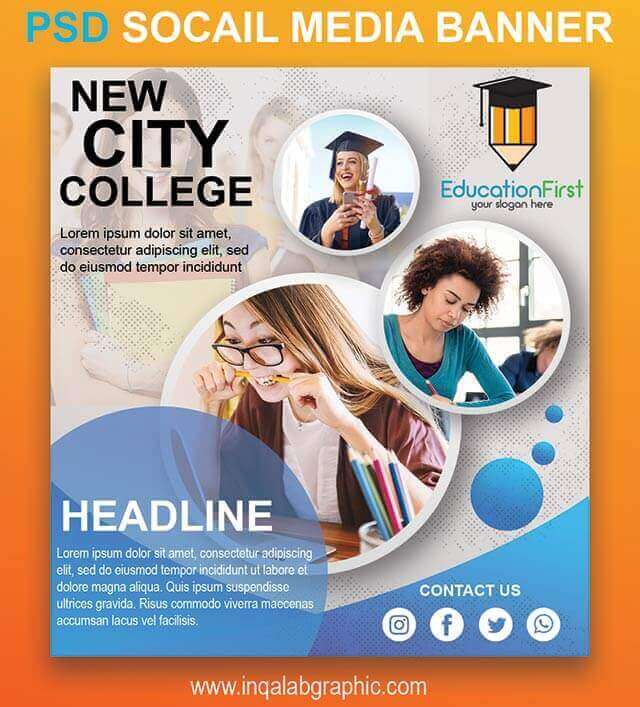 PSD SOCAIL MEDIA BANNER
NEW
CITY
COLLEGE
Lorem ipsum dolor sit amet,
consectetur adipiscing elit, sed
do eiusmod tempor incididunt
EducationFirst
your slogan here
HEADLINE
Lorem ipsum dolor sit amet, consectetur adipiscing
elit, sed do eiusmod tempor incididunt ut labore et
dolore magna aliqua. Quis ipsum suspendisse
ultrices gravida. Risus commodo viverra maecenas
accumsan lacus vel facilisis.
CONTACT US
www.inqalabgraphic.com